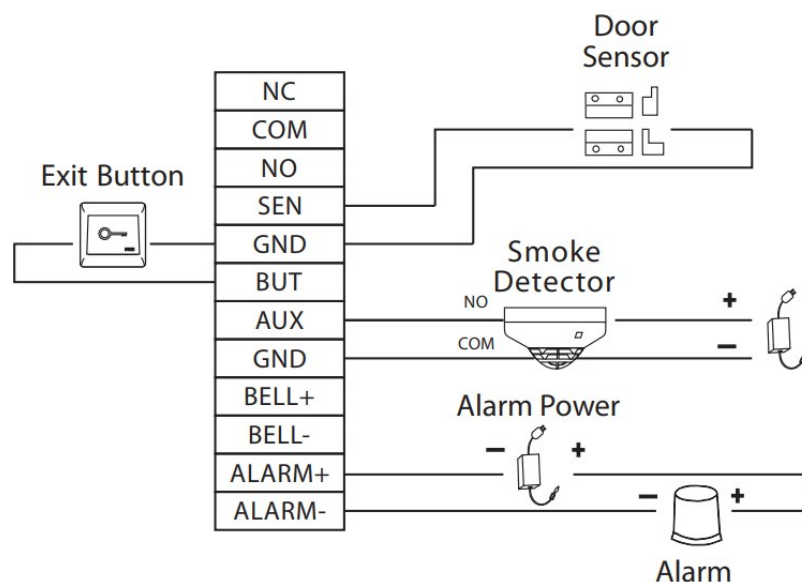 Door
Sensor
NC
COM
NO
Exit Button
SEN
GND
Smoke
Detector
BUT
NO
+
AUX
COM
−
GND
BELL+
Alarm Power
BELL-
− +
ALARM+
− +
ALARM-
Alarm